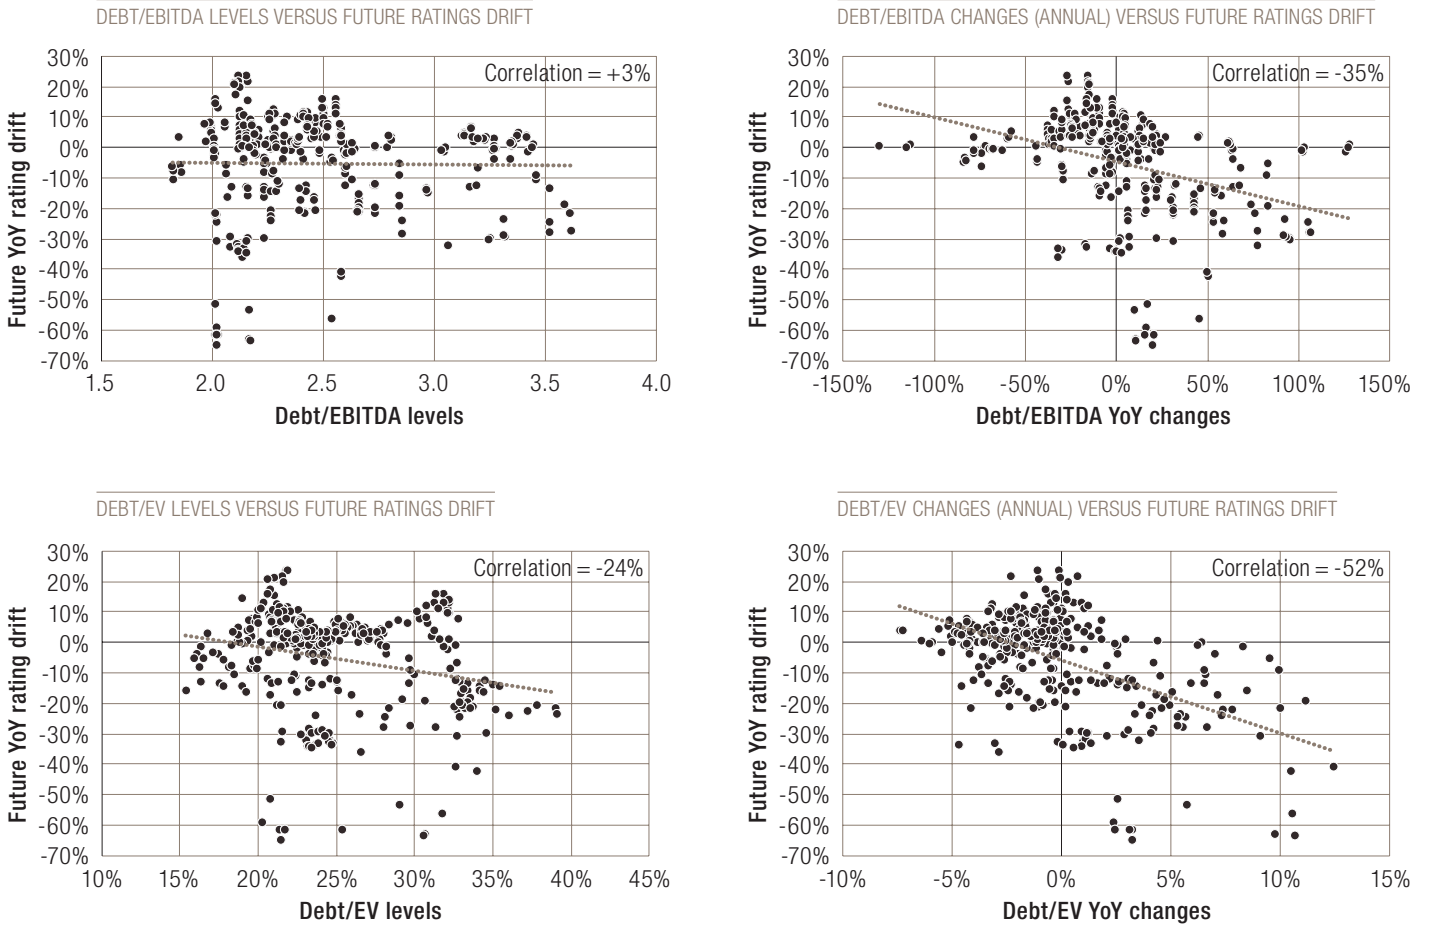 DEBT/EBITDA LEVELS VERSUS FUTURE RATINGS DRIFT
Correlation = +3%
Future YoY rating drift
30%
20%
10%
0%
-10%
-20%
-30%
-40%
-50%
-60%
-70%
1.5 2.0 2.5 3.0 3.5 4.0
Debt/EBITDA levels
DEBT/EBITDA CHANGES (ANNUAL) VERSUS FUTURE RATINGS DRIFT
Correlation = -35%
Future YoY rating drift
30%
20%
10%
0%
-10%
-20%
-30%
-40%
-50%
-60%
-70%
-150% -100% -50% 0% 50% 100% 150%
Debt/EBITDA YoY changes
DEBT/EV LEVELS VERSUS FUTURE RATINGS DRIFT
Correlation = -24%
Future YoY rating drift
30%
20%
10%
0%
-10%
-20%
-30%
-40%
-50%
-60%
-70%
10% 15% 20% 25% 30% 35% 40% 45%
Debt/EV levels
DEBT/EV CHANGES (ANNUAL) VERSUS FUTURE RATINGS DRIFT
Correlation = -52%
Future YoY rating drift
30%
20%
10%
0%
-10%
-20%
-30%
-40%
-50%
-60%
-70%
-10% -5% 0% 5% 10% 15%
Debt/EV YoY changes